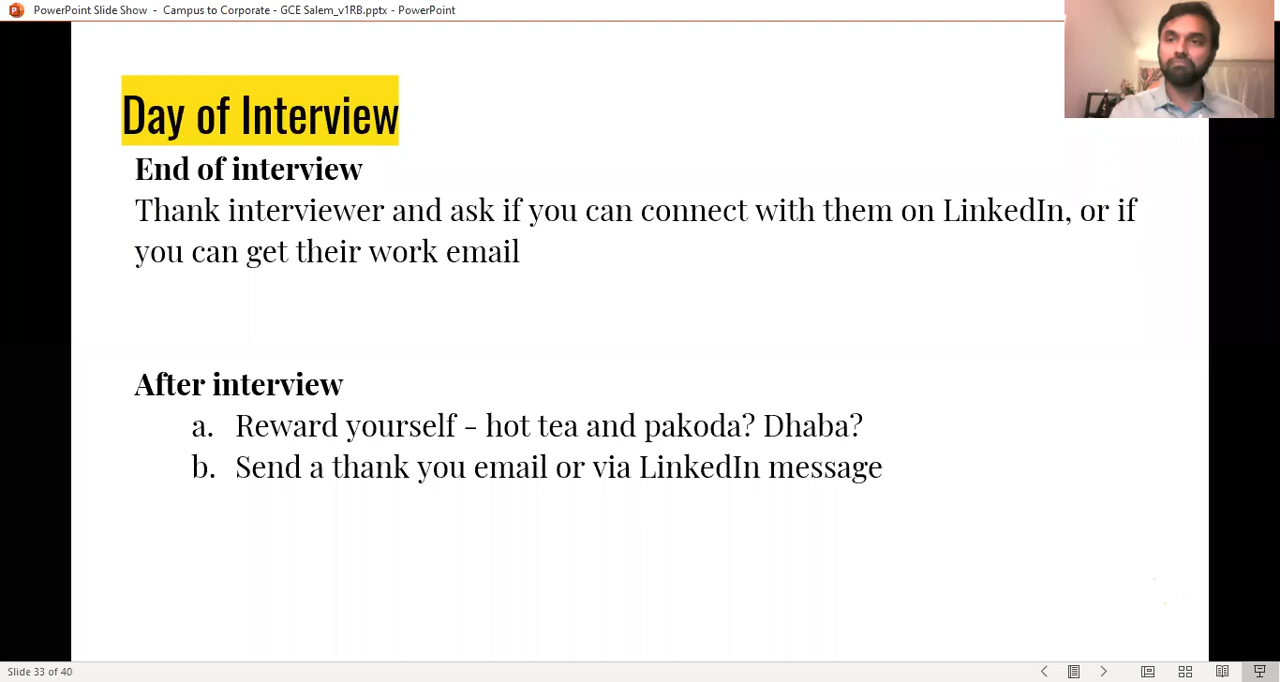 PowerPoint Slide Show - Campus to Corporate - GCE Salem_v1RB.pptx - PowerPoint
Day of Interview
End of interview
Thank interviewer and ask if you can connect with them on LinkedIn, or if
you can get their work email
After interview
a. Reward yourself - hot tea and pakoda? Dhaba?
b. Send a thank you email or via LinkedIn message
Slide 33 of 40